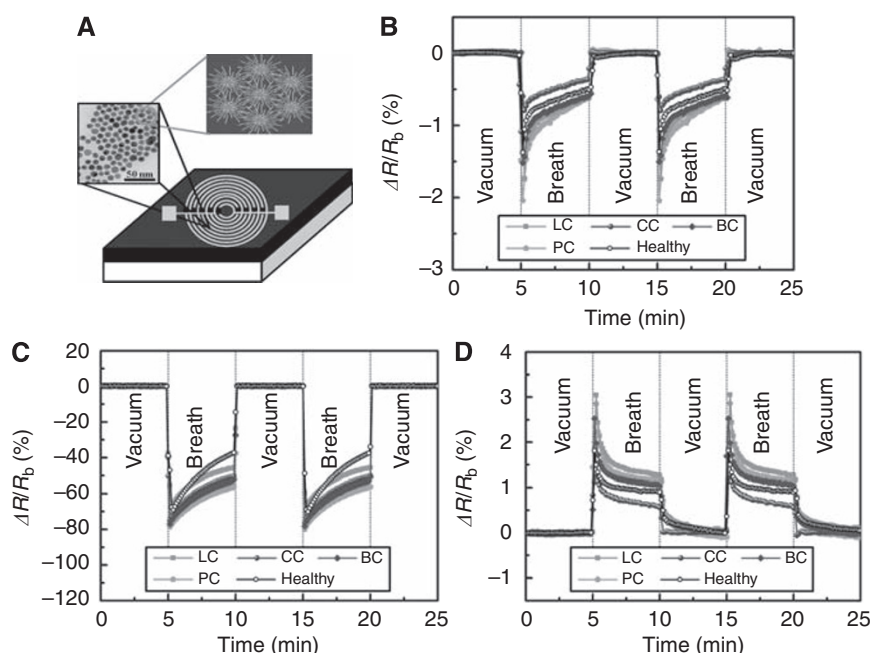 A
50 nm
B
ΔR/Rb (%)
0
−1
−2
−3
Vacuum
Breath
Vacuum
Breath
Vacuum
LC CC BC
PC Healthy
0 5 10 15 20 25
Time (min)
C
ΔR/Rb (%)
20
0
−20
−40
−60
−80
−100
−120
Vacuum
Breath
Vacuum
Breath
Vacuum
LC CC BC
PC Healthy
0 5 10 15 20 25
Time (min)
D
ΔR/Rb (%)
4
3
2
1
0
−1
Vacuum
Breath
Vacuum
Breath
Vacuum
LC CC BC
PC Healthy
0 5 10 15 20 25
Time (min)